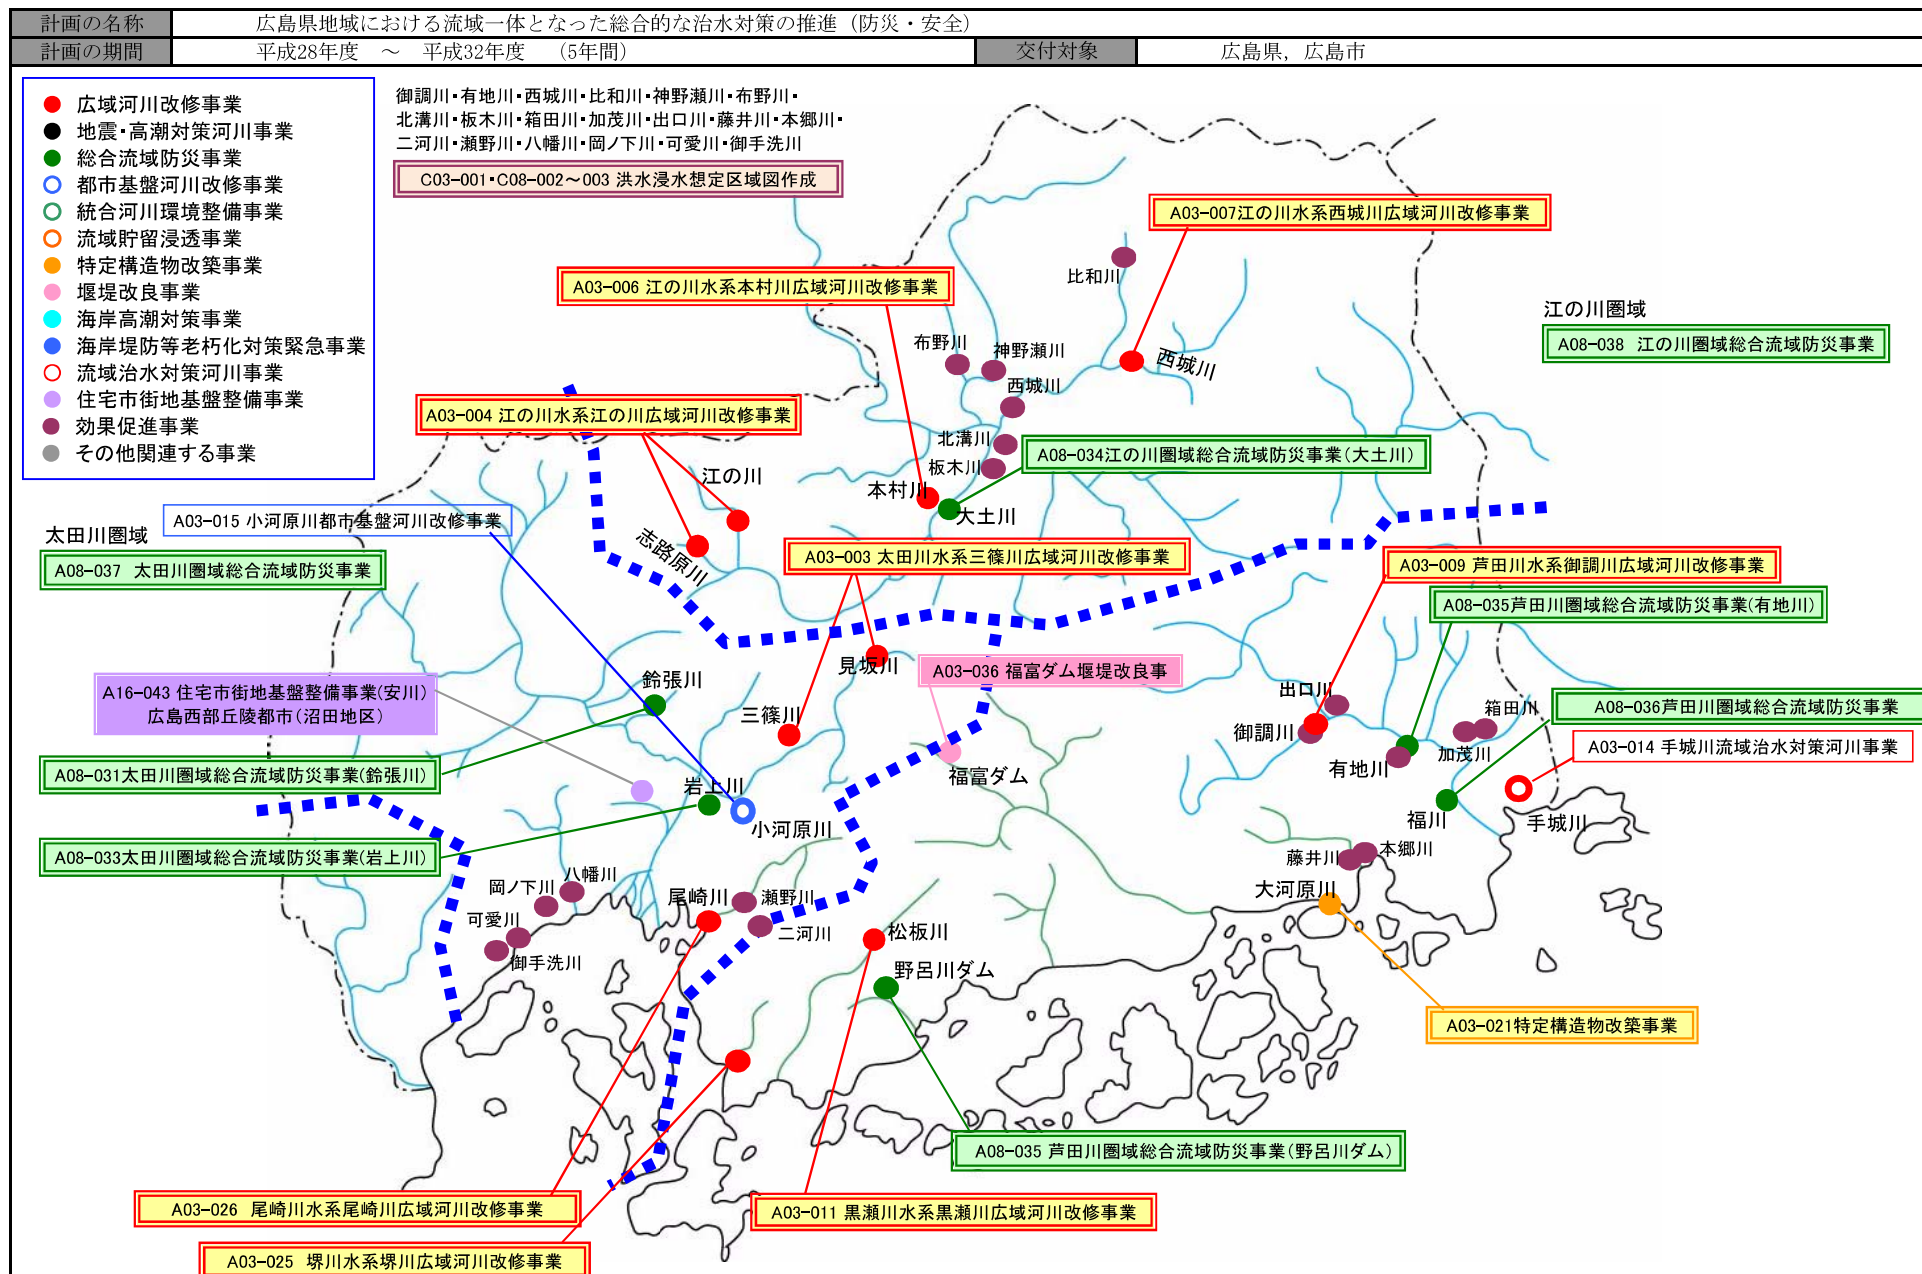 計画の名称 広島県地域における流域一体となった総合的な治水対策の推進（防災・安全）
計画の期間 平成28年度 ～ 平成32年度 （5年間） 交付対象 広島県，広島市
広域河川改修事業
地震・高潮対策河川事業
総合流域防災事業
都市基盤河川改修事業
統合河川環境整備事業
流域貯留浸透事業
特定構造物改築事業
堰堤改良事業
海岸高潮対策事業
海岸堤防等老朽化対策緊急事業
流域治水対策河川事業
住宅市街地基盤整備事業
効果促進事業
その他関連する事業
御調川・有地川・西城川・比和川・神野瀬川・布野川・
北溝川・板木川・箱田川・加茂川・出口川・藤井川・本郷川・
二河川・瀬野川・八幡川・岡ノ下川・可愛川・御手洗川
C03-001・C08-002～003 洪水浸水想定区域図作成
A03-007江の川水系西城川広域河川改修事業
A03-006 江の川水系本村川広域河川改修事業
比和川
江の川圏域
A08-038 江の川圏域総合流域防災事業
布野川
神野瀬川
西城川
西城川
A03-004 江の川水系江の川広域河川改修事業
北溝川
板木川
A08-034江の川圏域総合流域防災事業(大土川)
江の川
本村川
大土川
A03-015 小河原川都市基盤河川改修事業
太田川圏域
A08-037 太田川圏域総合流域防災事業
志路原川
A03-003 太田川水系三篠川広域河川改修事業
A03-009 芦田川水系御調川広域河川改修事業
A08-035芦田川圏域総合流域防災事業(有地川)
見坂川
A03-036 福富ダム堰堤改良事
A16-043 住宅市街地基盤整備事業(安川)
広島西部丘陵都市(沼田地区)
鈴張川
三篠川
出口川
御調川
箱田川
加茂川
有地川
A08-036芦田川圏域総合流域防災事業
A03-014 手城川流域治水対策河川事業
A08-031太田川圏域総合流域防災事業(鈴張川)
福富ダム
岩上川
小河原川
福川
手城川
A08-033太田川圏域総合流域防災事業(岩上川)
藤井川
本郷川
大河原川
岡ノ下川
八幡川
可愛川
御手洗川
尾崎川
瀬野川
二河川
松板川
野呂川ダム
A03-021特定構造物改築事業
A08-035 芦田川圏域総合流域防災事業(野呂川ダム)
A03-026 尾崎川水系尾崎川広域河川改修事業
A03-011 黒瀬川水系黒瀬川広域河川改修事業
A03-025 堺川水系堺川広域河川改修事業